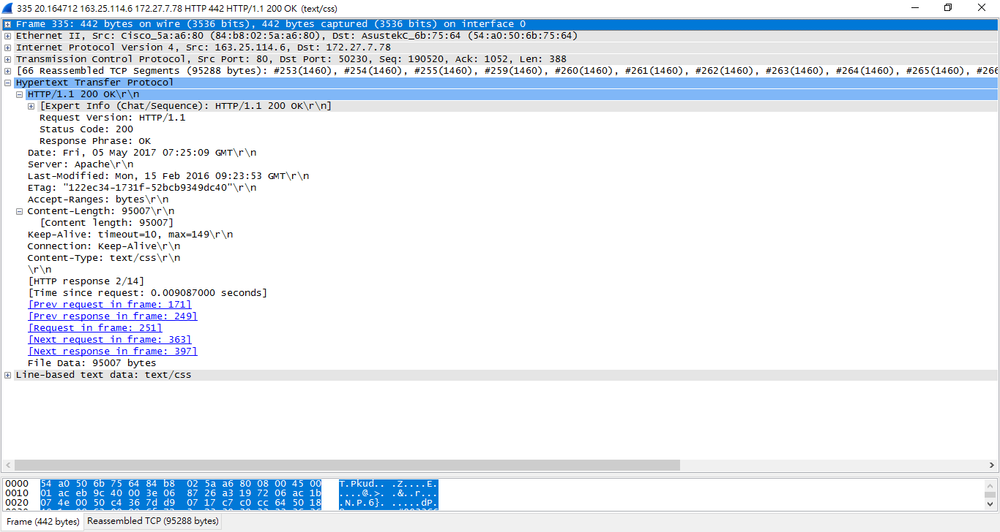 335 20.164712 163.25.114.6 172.27.7.78 HTTP 442 HTTP/1.1 200 OK (text/css)
Frame 335: 442 bytes on wire (3536 bits), 442 bytes captured (3536 bits) on interface 0
Ethernet II, Src: Cisco_5a:a6:80 (84:b8:02:5a:a6:80), Dst: AsustekC_6b:75:64 (54:a0:50:6b:75:64)
Internet Protocol Version 4, Src: 163.25.114.6, Dst: 172.27.7.78
Transmission Control Protocol, Src Port: 80, Dst Port: 50230, Seq: 190520, Ack: 1052, Len: 388
[66 Reassembled TCP Segments (95288 bytes): #253(1460), #254(1460), #255(1460), #259(1460), #260(1460), #261(1460), #262(1460), #263(1460), #264(1460), #265(1460), #266
Hypertext Transfer Protocol
HTTP/1.1 200 OK\r\n
[Expert Info (Chat/Sequence): HTTP/1.1 200 OK\r\n]
Request Version: HTTP/1.1
Status Code: 200
Response Phrase: OK
Date: Fri, 05 May 2017 07:25:09 GMT\r\n
Server: Apache\r\n
Last-Modified: Mon, 15 Feb 2016 09:23:53 GMT\r\n
ETag: "122ec34-1731f-52bcb9349dc40"\r\n
Accept-Ranges: bytes\r\n
Content-Length: 95007\r\n
[Content length: 95007]
Keep-Alive: timeout=10, max=149\r\n
Connection: Keep-Alive\r\n
Content-Type: text/css\r\n
\r\n
[HTTP response 2/14]
[Time since request: 0.009087000 seconds]
[Prev request in frame: 171]
[Prev response in frame: 249]
[Request in frame: 251]
[Next request in frame: 363]
[Next response in frame: 397]
File Data: 95007 bytes
Line-based text data: text/css
0000 54 a0 50 6b 75 64 84 b8 02 5a a6 80 08 00 45 00 T.Pkud.. .Z....E.
0010 01 ac eb 9c 40 00 3e 06 87 26 a3 19 72 06 ac 1b ....@.>. .&..r...
0020 07 4e 00 50 c4 36 7d d9 07 17 c7 c0 cc 64 50 18 .N.P.6}. .....dP.
Frame (442 bytes) Reassembled TCP (95288 bytes)